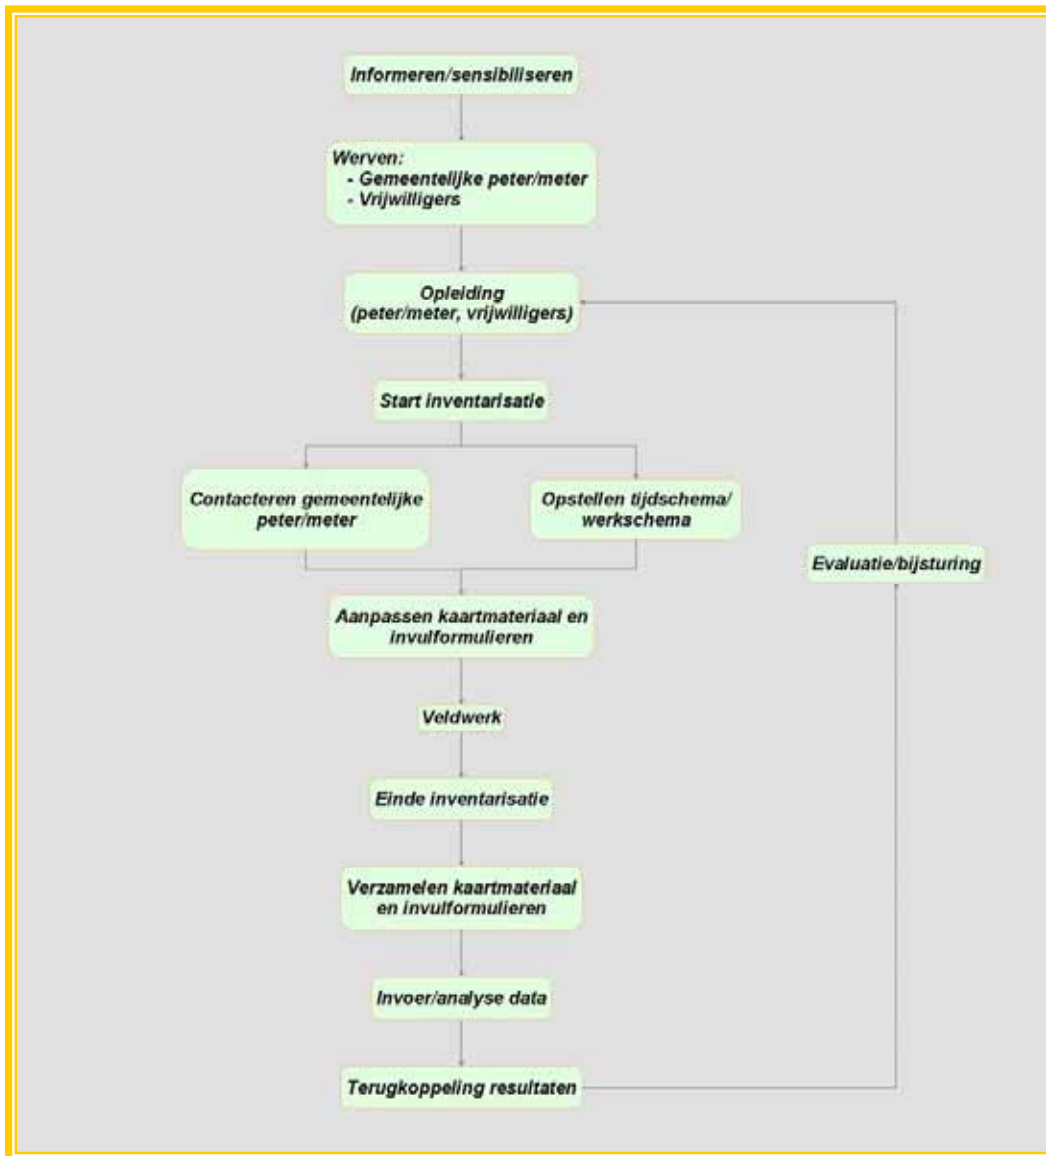 Informeren/sensibiliseren
Werven:
- Gemeentelijke peter/meter
- Vrijwilligers
Opleiding
(peter/meter, vrijwilligers)
Start inventarisatie
Contacteren gemeentelijke
peter/meter
Opstellen tijdschema/
werkschema
Evaluatie/bijsturing
Aanpassen kaartmateriaal en
invulformulieren
Veldwerk
Einde inventarisatie
Verzamelen kaartmateriaal
en invulformulieren
Invoer/analyse data
Terugkoppeling resultaten